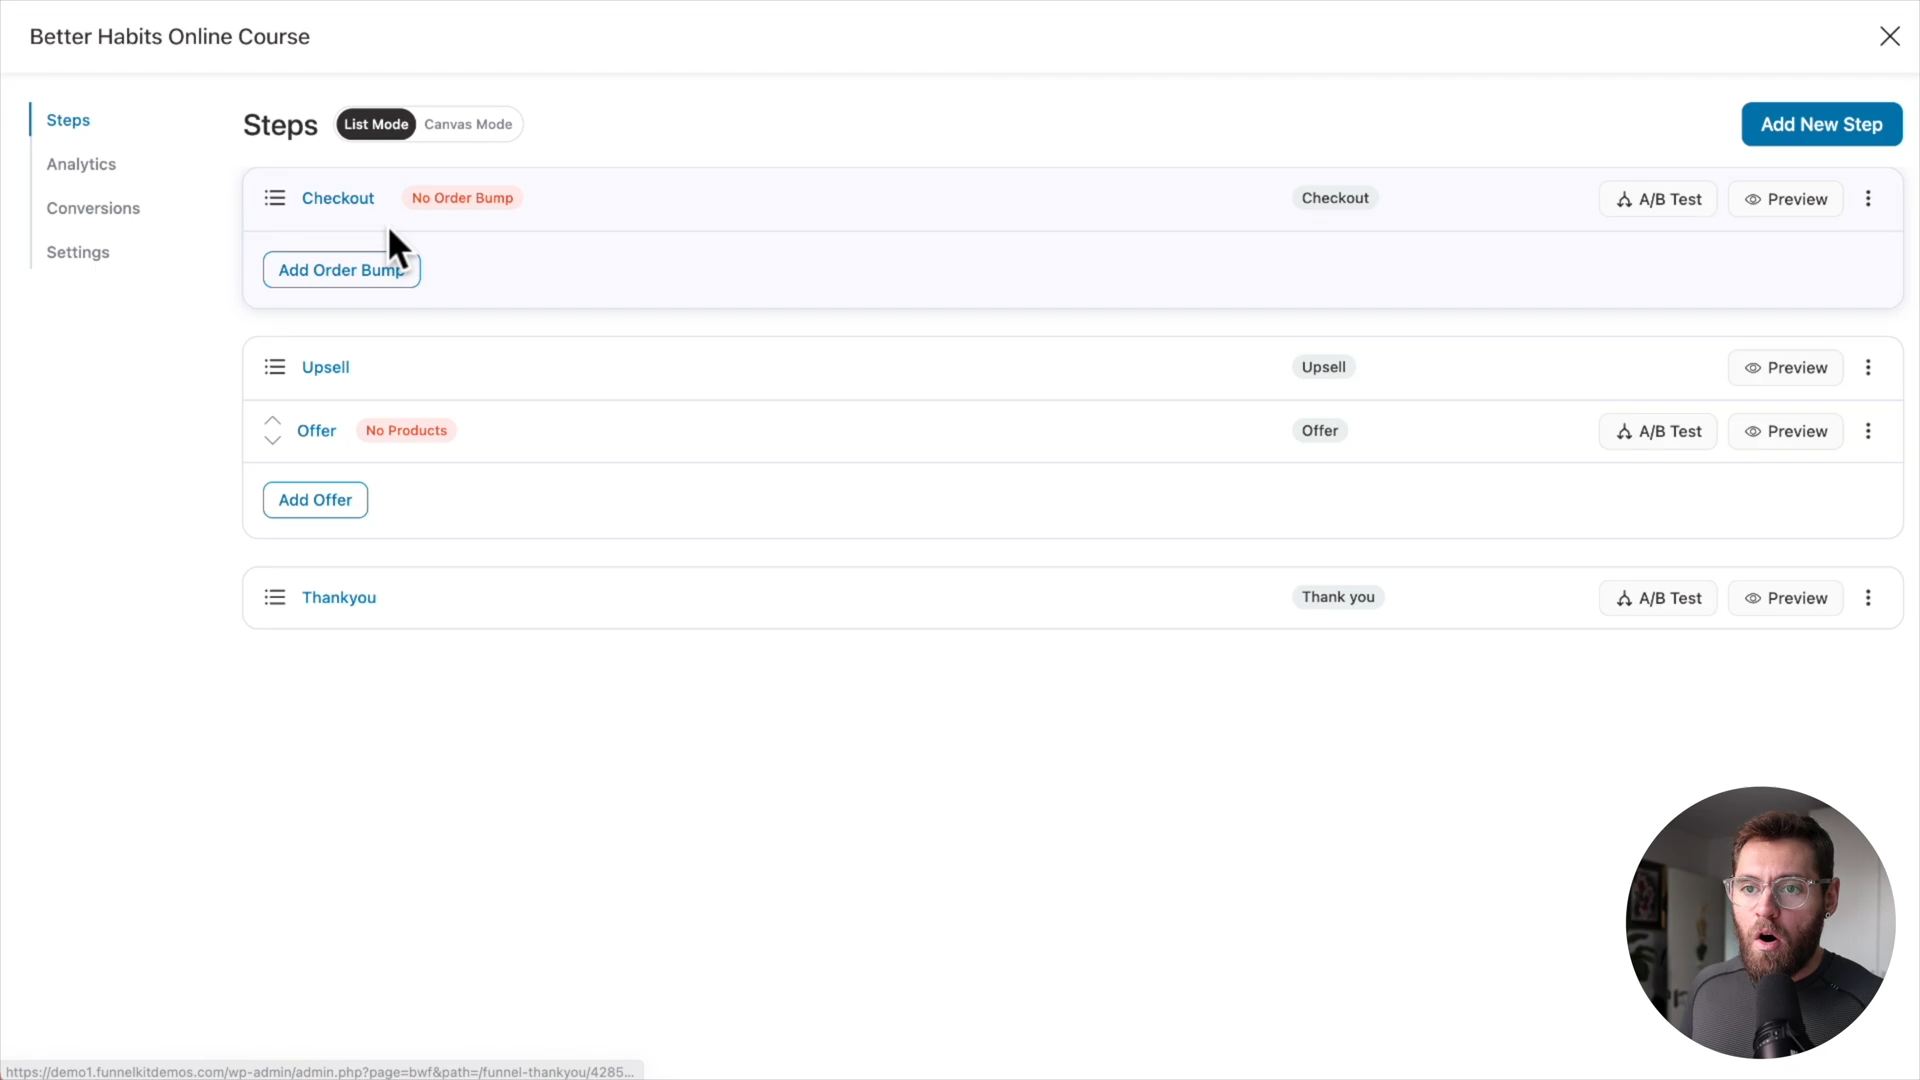 Better Habits Online Course
Steps
Analytics
Conversions
Settings
Steps List Mode Canvas Mode Add New Step
Checkout No Order Bump Checkout A/B Test Preview
Add Order Bump
Upsell Upsell Preview
Offer No Products Offer A/B Test Preview
Add Offer
Thankyou Thank you A/B Test Preview
https://demo1.funnelkitdemos.com/wp-admin/admin.php?page=bwf&path=/funnel-thankyou/4285...